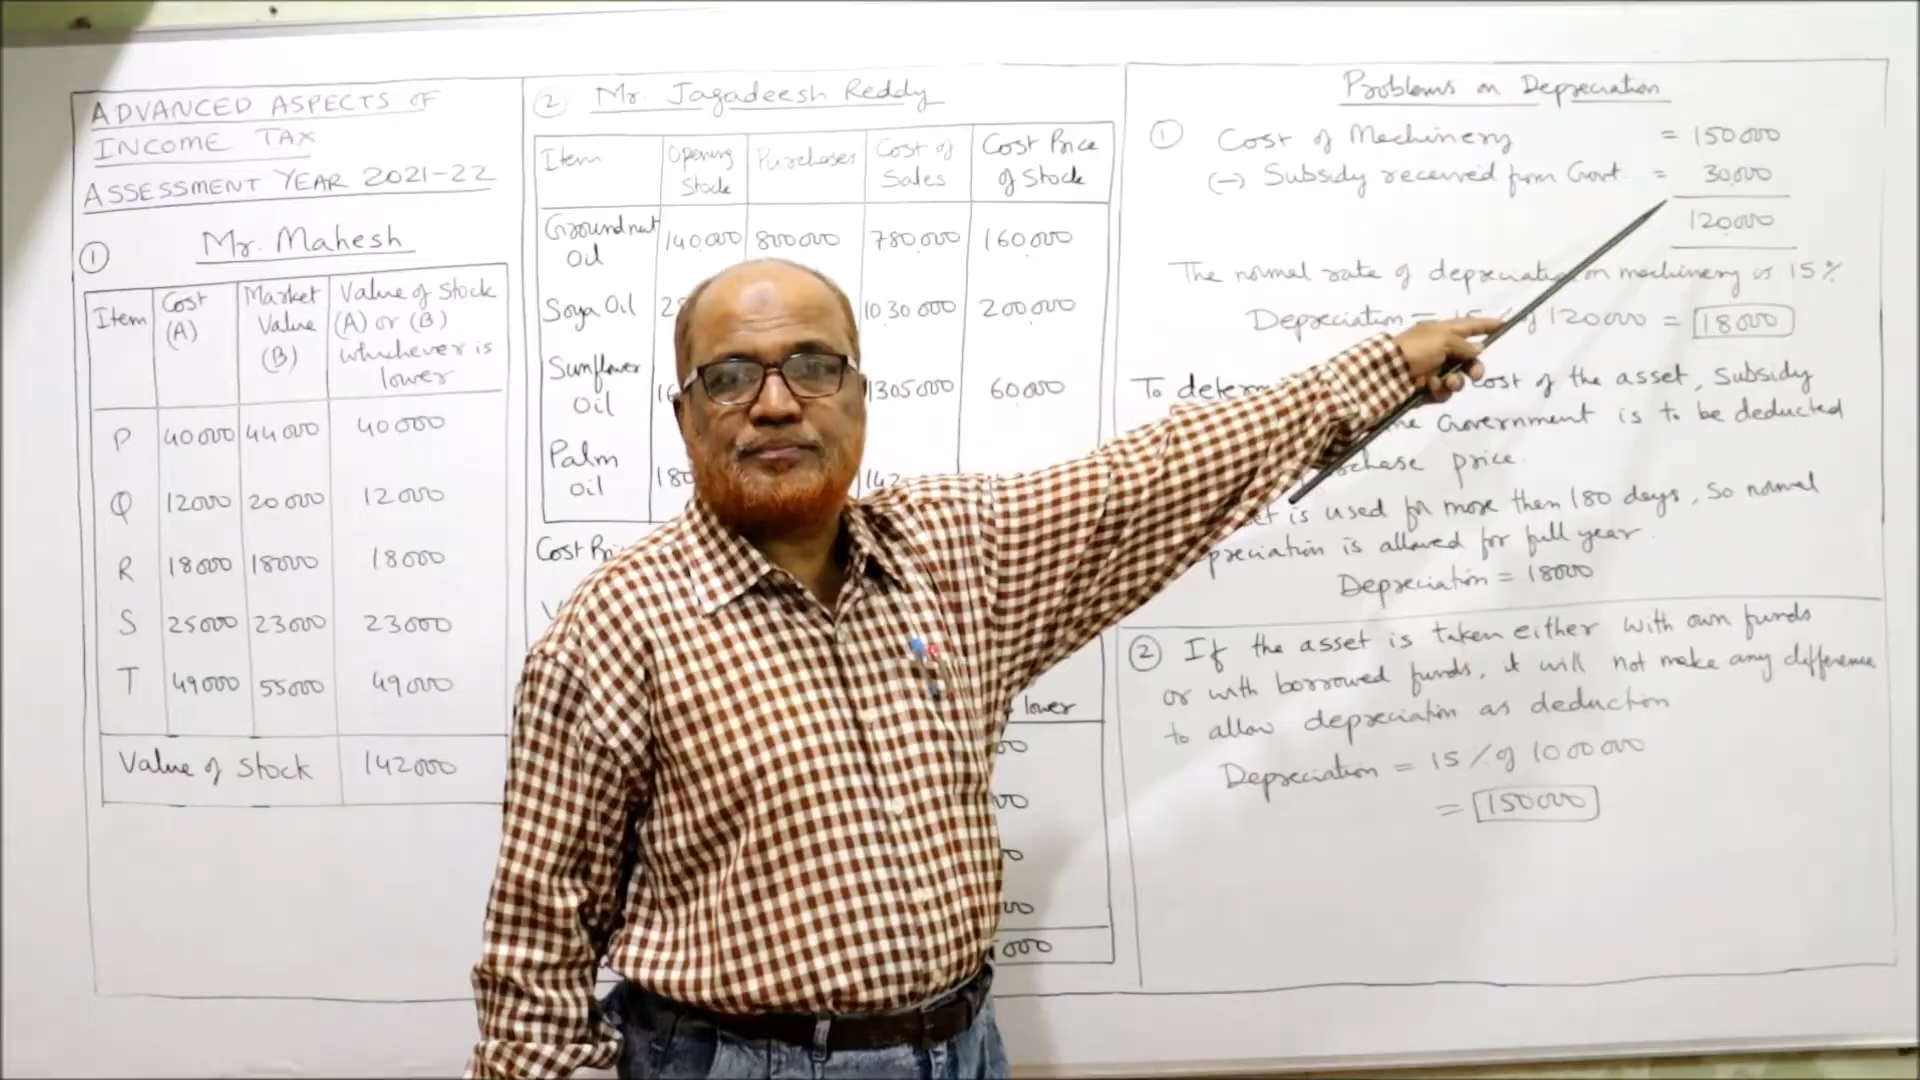 ADVANCED ASPECTS OF
INCOME TAX
ASSESSMENT YEAR 2021-22
① Mr. Mahesh
Item Cost (A) Market Value (B) Value of Stock (A) or (B) whichever is lower
P 40000 44000 40000
Q 12000 20000 12000
R 18000 18000 18000
S 25000 23000 23000
T 49000 55000 49000
Value of Stock 142000
② Mr. Jagadeesh Reddy
Item Opening Stock Purchases Cost of Sales Cost Price of Stock
Groundnut Oil 140000 800000 780000 160000
Soya Oil 1030000 200000
Sunflower Oil 1305000 60000
Palm Oil
Cost
lower
Problems on Depreciation
① Cost of Machinery = 150000
(-) Subsidy received from Govt. = 30000
120000
The normal rate of depreciation on machinery is 15%
Depreciation = 15% of 120000 = 18000
To cost of the asset, Subsidy
Government is to be deducted
price.
is used for more than 180 days, So normal
is allowed for full year.
Depreciation = 18000
② If the asset is taken either with own funds
or with borrowed funds, it will not make any difference
to allow depreciation as deduction
Depreciation = 15% of 1000000
= 150000